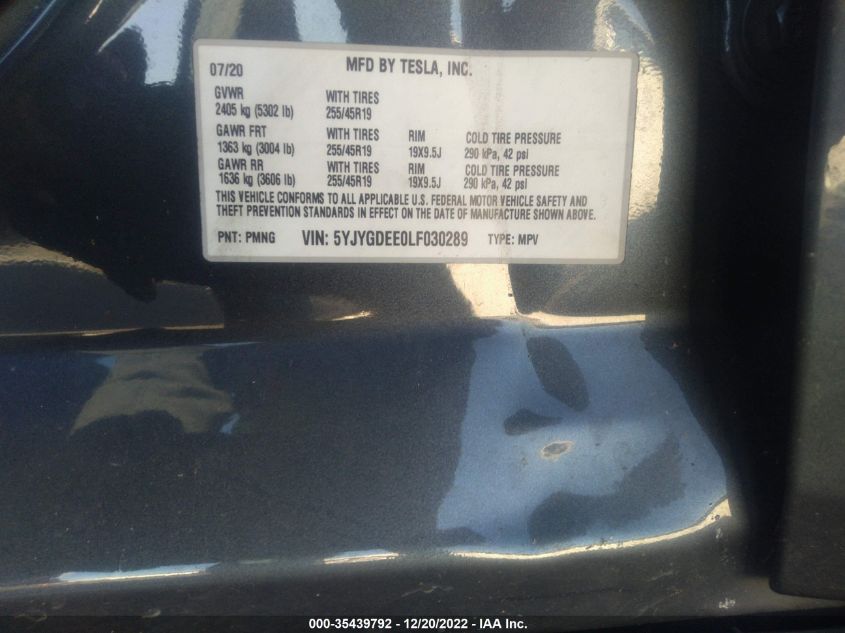 07/20 MFD BY TESLA, INC.
GVWR WITH TIRES
2405 kg (5302 lb) 255/45R19
GAWR FRT WITH TIRES RIM COLD TIRE PRESSURE
1363 kg (3004 lb) 255/45R19 19X9.5J 290 kPa, 42 psi
GAWR RR WITH TIRES RIM COLD TIRE PRESSURE
1636 kg (3606 lb) 255/45R19 19X9.5J 290 kPa, 42 psi
THIS VEHICLE CONFORMS TO ALL APPLICABLE U.S. FEDERAL MOTOR VEHICLE SAFETY AND
THEFT PREVENTION STANDARDS IN EFFECT ON THE DATE OF MANUFACTURE SHOWN ABOVE.
PNT: PMNG VIN: 5YJYGDEE0LF030289 TYPE: MPV
000-35439792 - 12/20/2022 - IAA Inc.